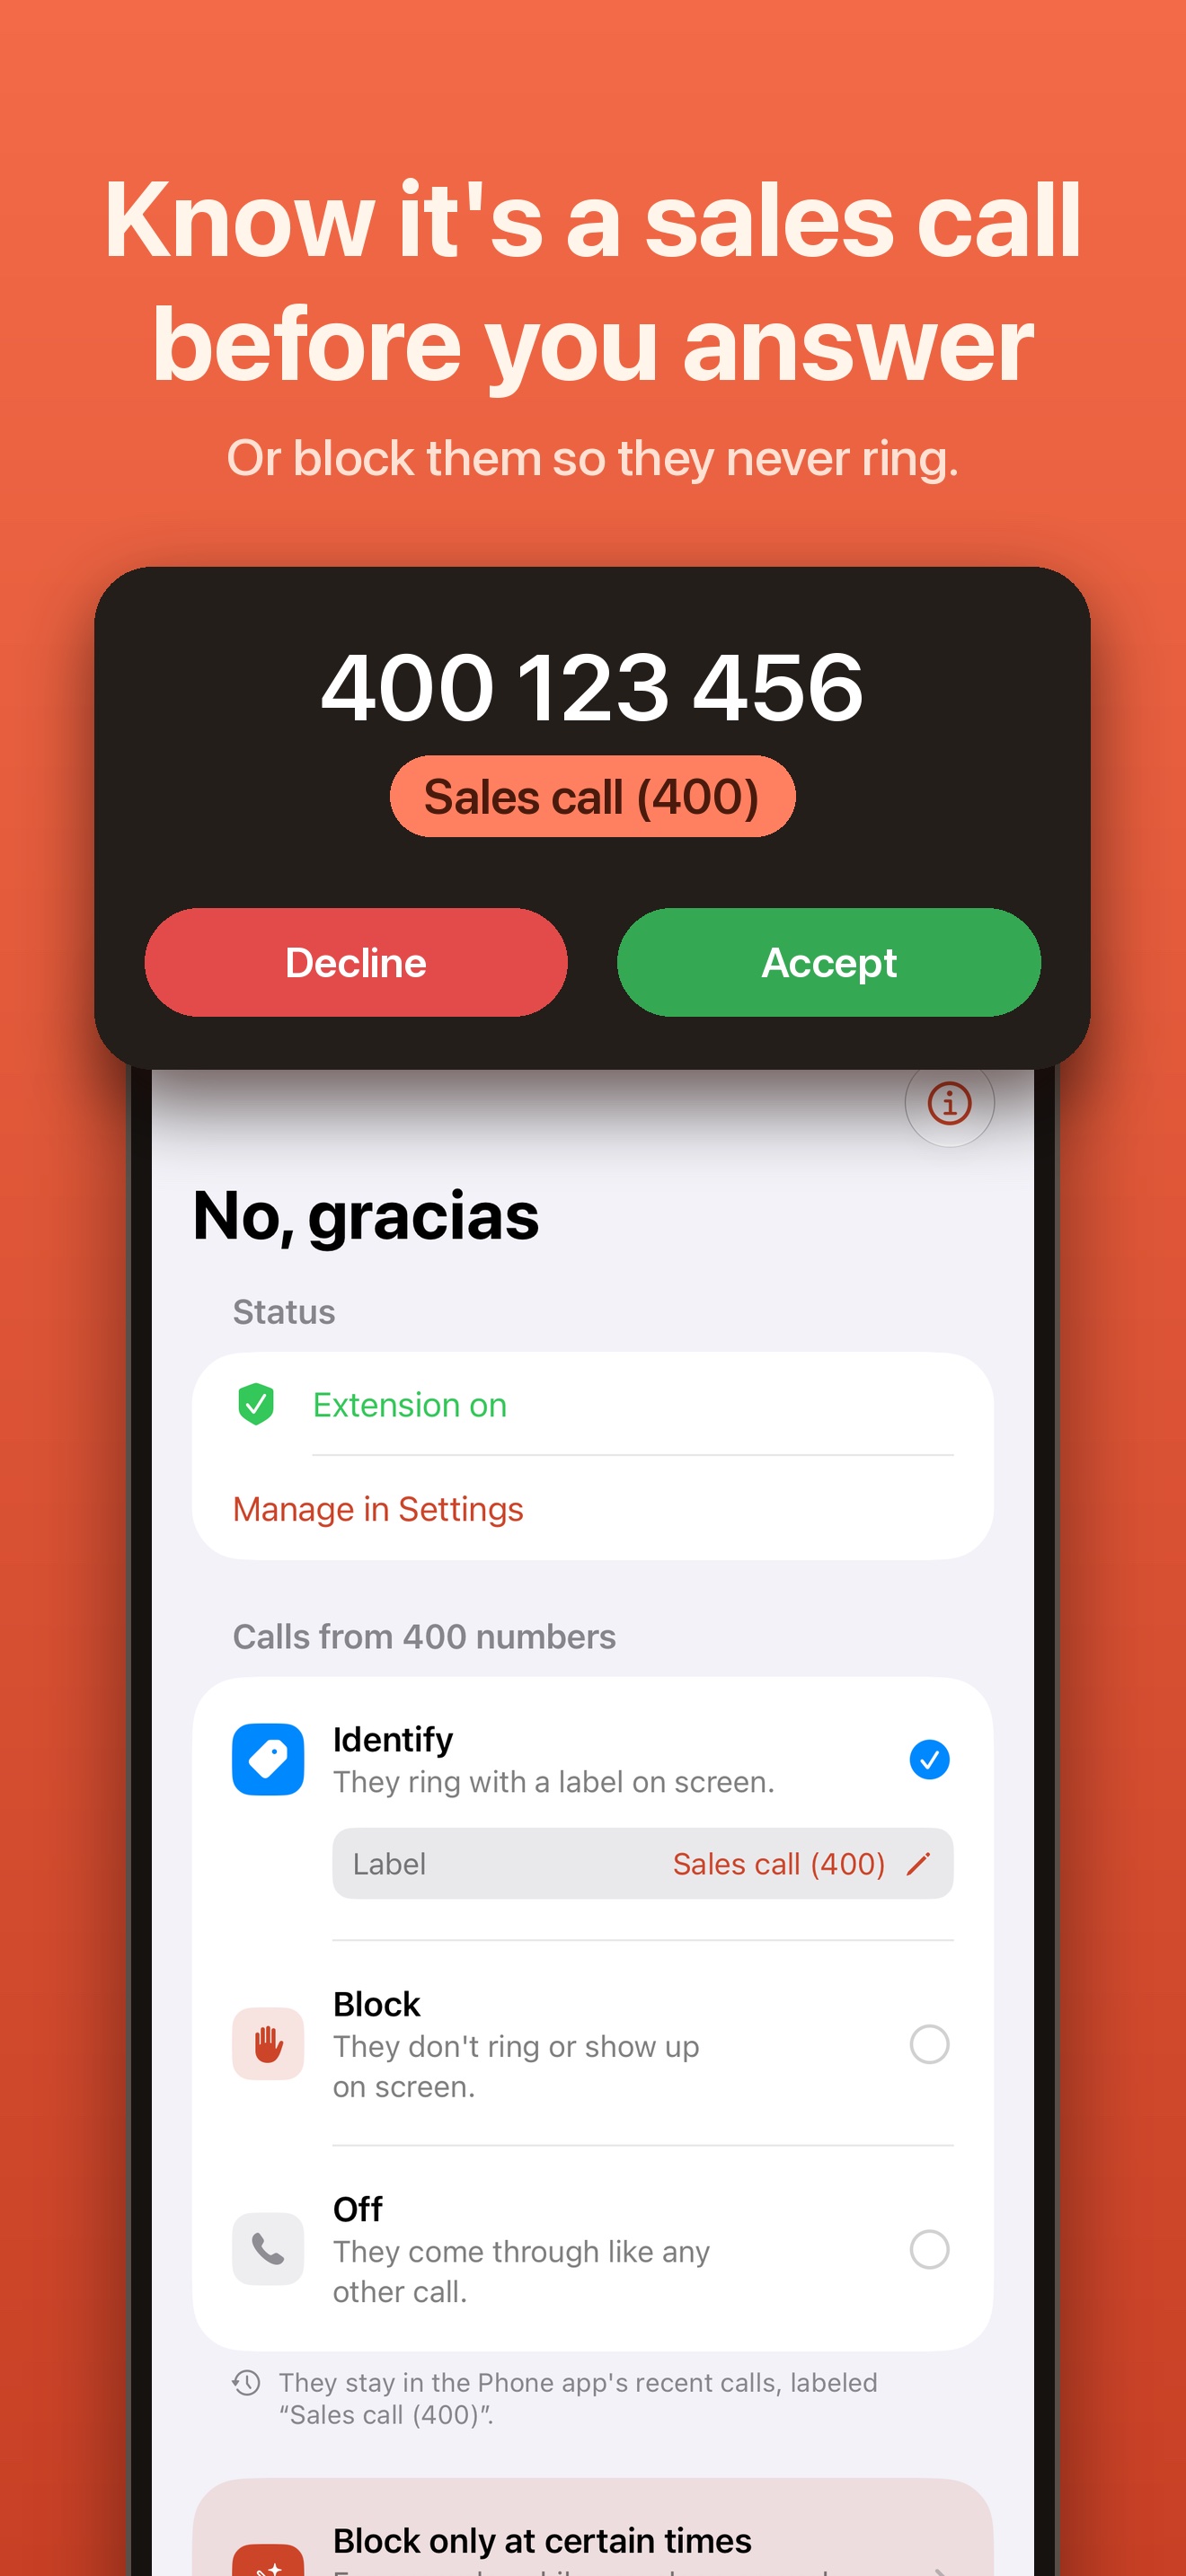 Know it's a sales call
before you answer
Or block them so they never ring.
400 123 456
Sales call (400)
Decline
Accept
No, gracias
Status
Extension on
Manage in Settings
Calls from 400 numbers
Identify
They ring with a label on screen.
Label
Sales call (400)
Block
They don't ring or show up
on screen.
Off
They come through like any
other call.
They stay in the Phone app's recent calls, labeled
“Sales call (400)”.
Block only at certain times